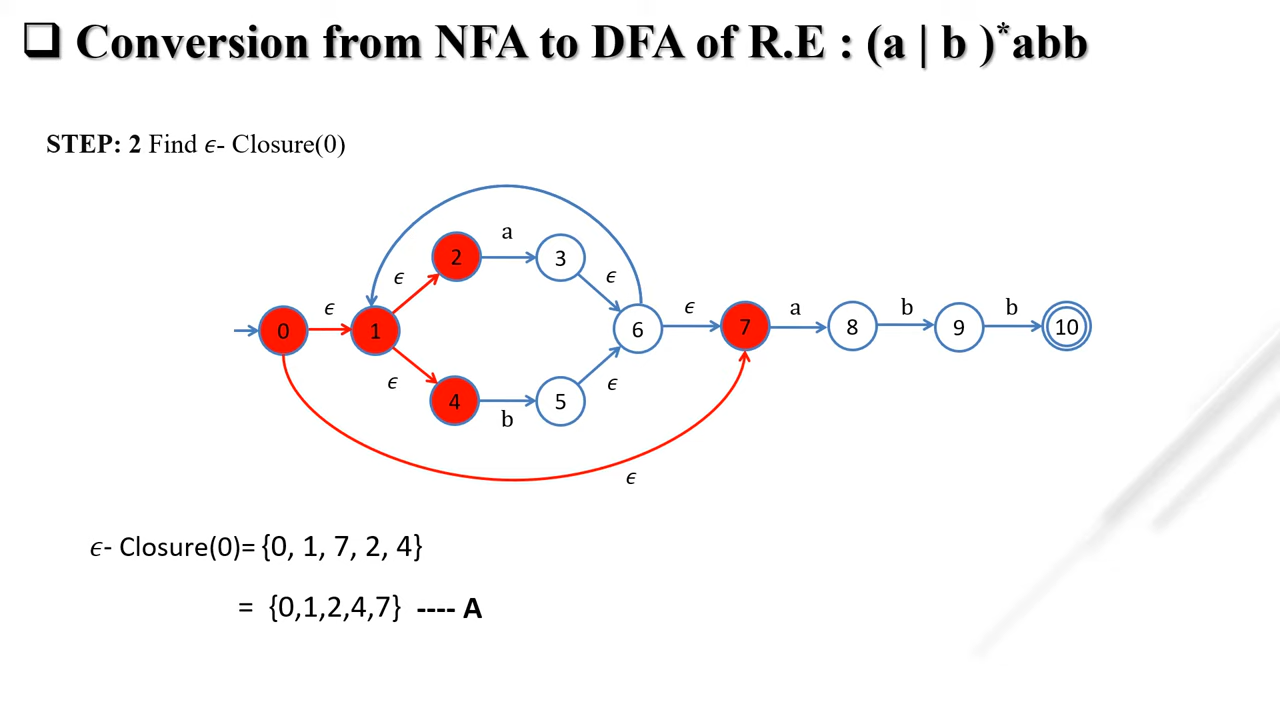 ❑ Conversion from NFA to DFA of R.E : (a | b )*abb
STEP: 2 Find ϵ- Closure(0)
a
2 3
ϵ ϵ
ϵ ϵ a b b
0 1 6 7 8 9 10
ϵ ϵ
4 5
b
ϵ
ϵ- Closure(0)= {0, 1, 7, 2, 4}
= {0,1,2,4,7} ---- A